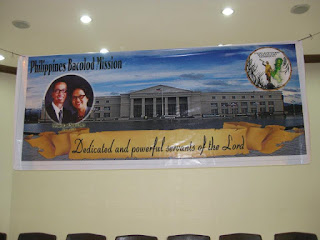 Philippines Bacolod Mission
Dedicated and powerful servants of the Lord